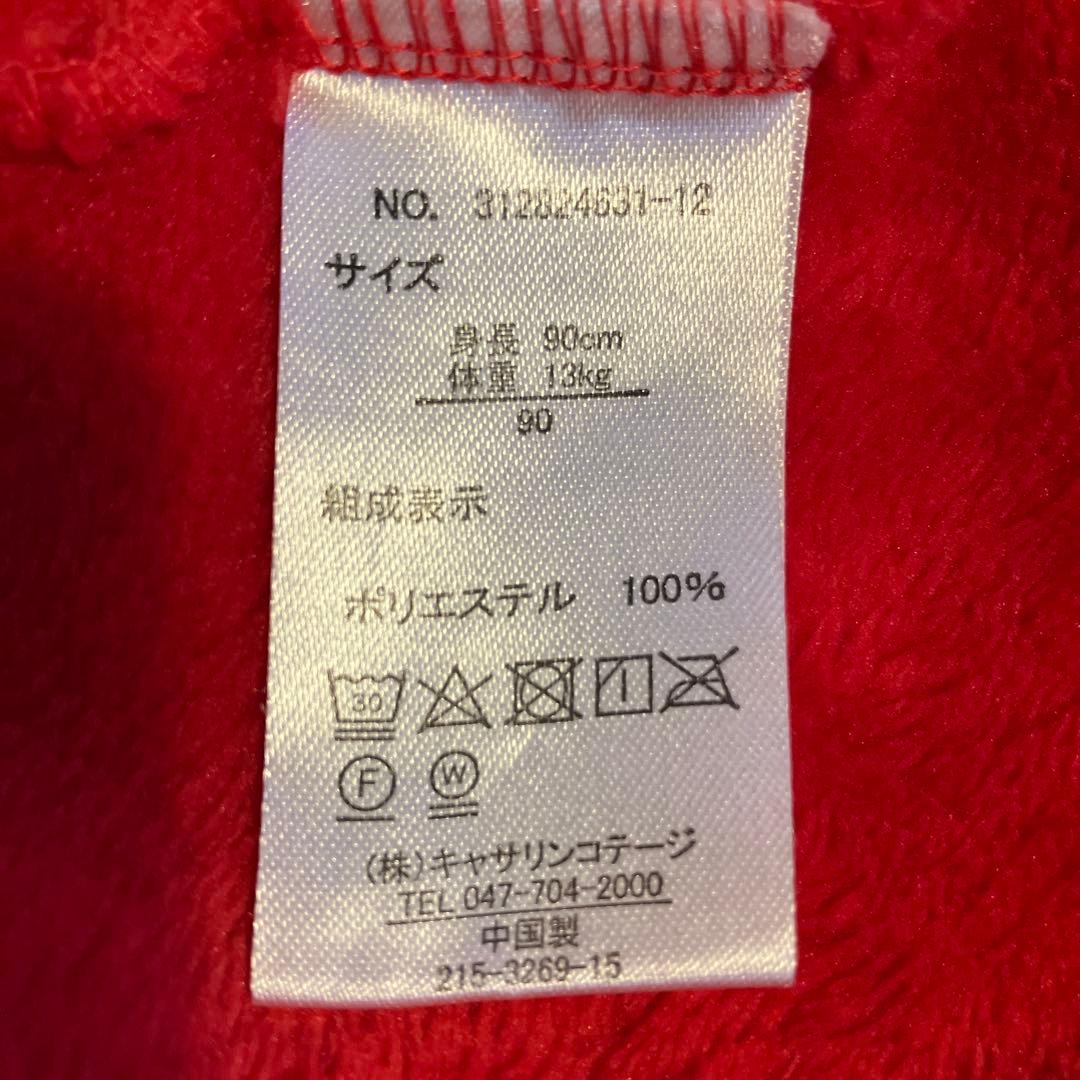 NO. 312824631-12
サイズ
身長 90cm
体重 13kg
90
組成表示
ポリエステル 100%
30
F W
(株)キャサリンコテージ
TEL 047-704-2000
中国製
215-3269-15